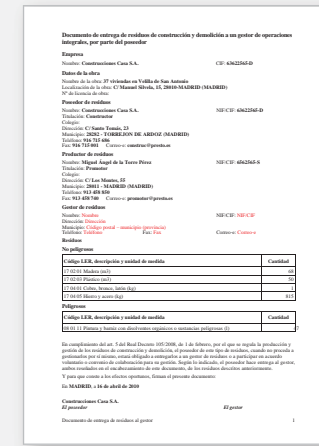 Documento de entrega de residuos de construcción y demolición a un gestor de operaciones
integrales, por parte del poseedor
Empresa
Nombre: Construcciones Casa S.A. CIF: 63622565-D
Datos de la obra
Nombre de la obra: 37 viviendas en Velilla de San Antonio
Localización de la obra: C/ Manuel Silvela, 15, 28010-MADRID (MADRID)
Nº de licencia de obra:
Poseedor de residuos
Nombre: Construcciones Casa S.A. NIF/CIF: 63622565-D
Titulación: Constructor
Colegio:
Dirección: C/ Santo Tomás, 23
Municipio: 28282 - TORREJON DE ARDOZ (MADRID)
Teléfono: 916 715 686
Fax: 916 715 001 Correo-e: construc@presto.es
Productor de residuos
Nombre: Miguel Ángel de la Torre Pérez NIF/CIF: 6562565-S
Titulación: Promotor
Colegio:
Dirección: C/ Los Montes, 55
Municipio: 28011 - MADRID (MADRID)
Teléfono: 913 458 850
Fax: 913 458 760 Correo-e: promotor@presto.es
Gestor de residuos
Nombre: Nombre NIF/CIF: NIF/CIF
Dirección: Dirección
Municipio: Código postal - municipio (provincia)
Teléfono: Teléfono Fax: Fax Correo-e: Correo-e
Residuos
No peligrosos
Código LER, descripción y unidad de medida Cantidad
17 02 01 Madera (m3) 68
17 02 03 Plástico (m3) 50
17 04 01 Cobre, bronce, latón (kg) 1
17 04 05 Hierro y acero (kg) 815
Peligrosos
Código LER, descripción y unidad de medida Cantidad
08 01 11 Pintura y barniz con disolventes orgánicos o sustancias peligrosas (l)
En cumplimiento del art. 5 del Real Decreto 105/2008, de 1 de febrero, por el que se regula la producción y
gestión de los residuos de construcción y demolición, el poseedor de este tipo de residuos, cuando no proceda a
gestionarlos por sí mismo, estará obligado a entregarlos a un gestor de residuos o a participar en acuerdo
voluntario o convenio de colaboración para su gestión. Según lo indicado, el poseedor hace entrega al gestor,
ambos recogidos en el encabezamiento de este documento, de los residuos descritos anteriormente.
Y para que conste a los efectos oportunos, firman el presente documento.
En MADRID, a 16 de abril de 2010
Construcciones Casa S.A.
El poseedor El gestor
Documento de entrega de residuos al gestor 1